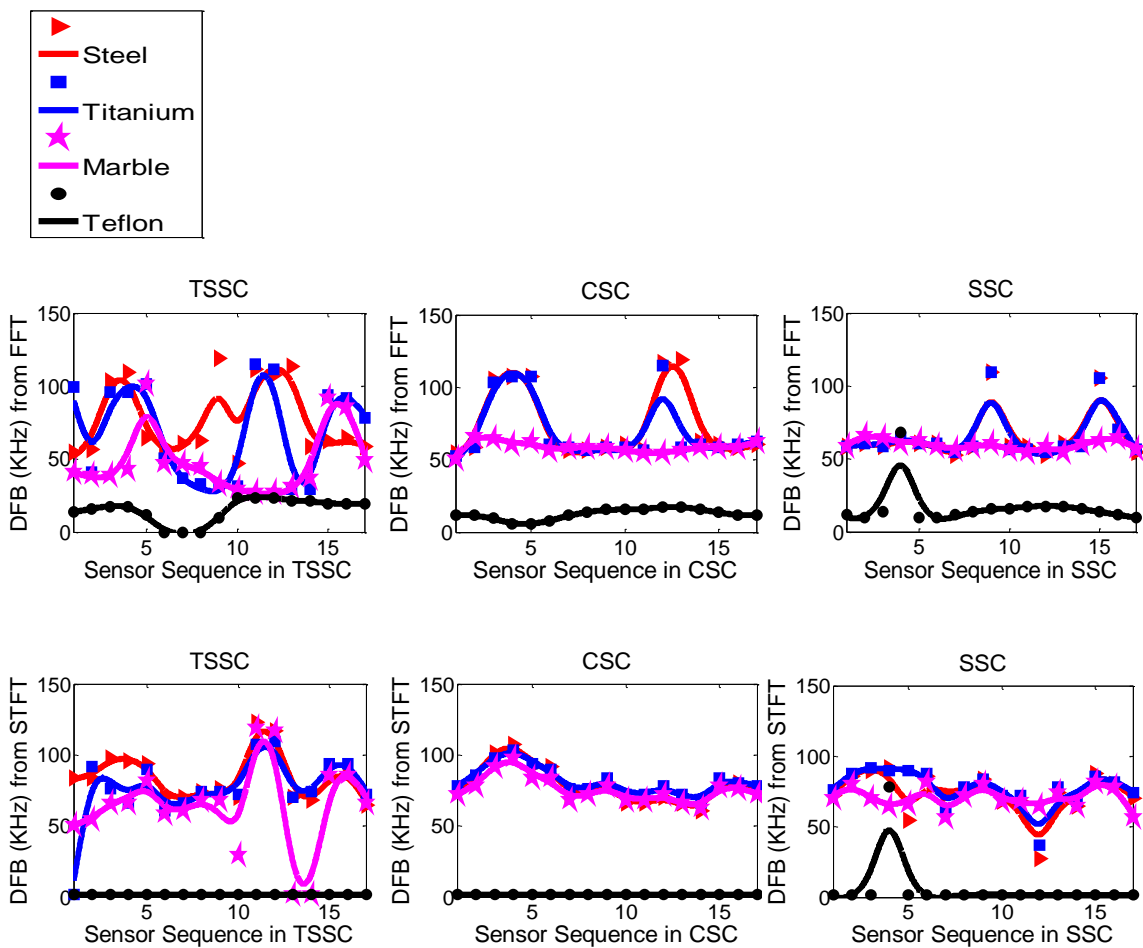 Steel
Titanium
Marble
Teflon
TSSC
CSC
SSC
150
100
50
0
5
10
15
DFB (KHz) from FFT
Sensor Sequence in TSSC
150
100
50
0
5
10
15
DFB (KHz) from FFT
Sensor Sequence in CSC
150
100
50
0
5
10
15
DFB (KHz) from FFT
Sensor Sequence in SSC
TSSC
CSC
SSC
150
100
50
0
5
10
15
DFB (KHz) from STFT
Sensor Sequence in TSSC
150
100
50
0
5
10
15
DFB (KHz) from STFT
Sensor Sequence in CSC
150
100
50
0
5
10
15
DFB (KHz) from STFT
Sensor Sequence in SSC